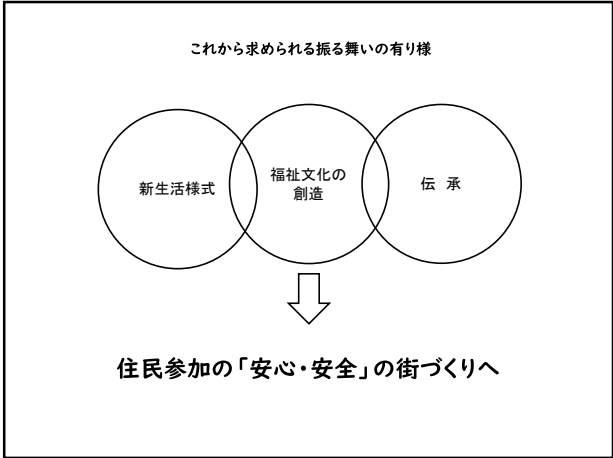 これから求められる振る舞いの有り様
新生活様式
福祉文化の
創造
伝 承
住民参加の「安心・安全」の街づくりへ